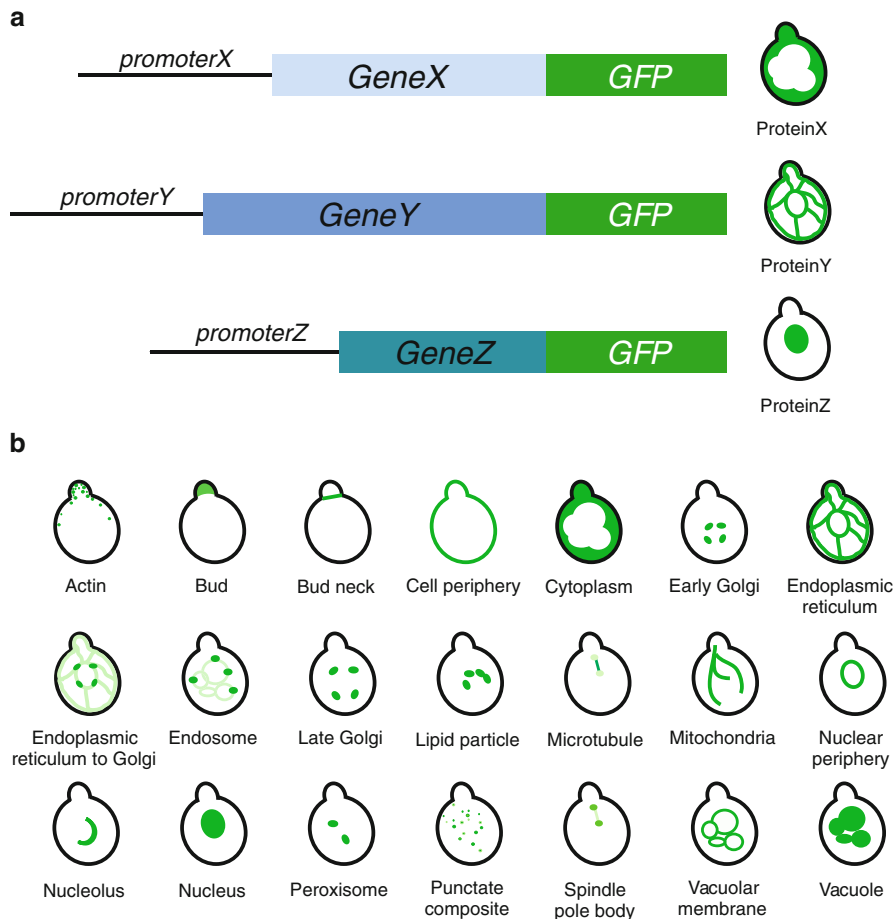 a
promoterX
GeneX
GFP
ProteinX
promoterY
GeneY
GFP
ProteinY
promoterZ
GeneZ
GFP
ProteinZ
b
Actin
Bud
Bud neck
Cell periphery
Cytoplasm
Early Golgi
Endoplasmic
reticulum
Endoplasmic
reticulum to Golgi
Endosome
Late Golgi
Lipid particle
Microtubule
Mitochondria
Nuclear
periphery
Nucleolus
Nucleus
Peroxisome
Punctate
composite
Spindle
pole body
Vacuolar
membrane
Vacuole